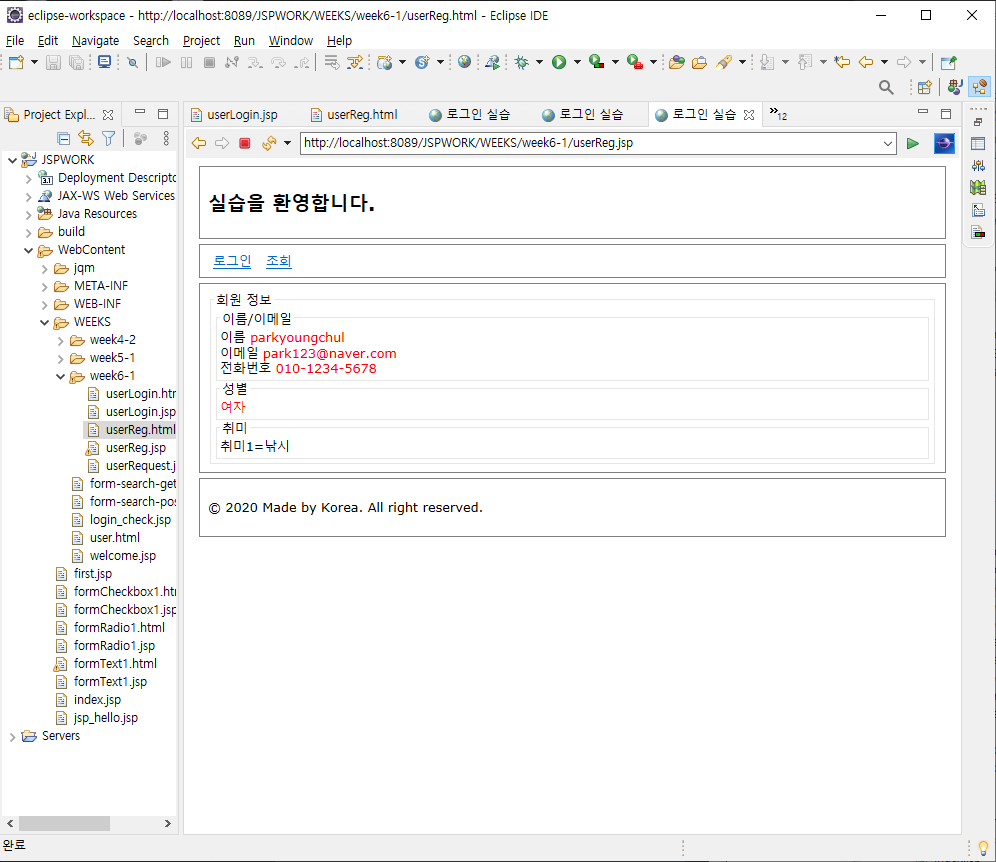 eclipse-workspace - http://localhost:8089/JSPWORK/WEEKS/week6-1/userReg.html - Eclipse IDE
File Edit Navigate Search Project Run Window Help
Project Expl...
userLogin.jsp userReg.html 로그인 실습 로그인 실습 로그인 실습 »12
http://localhost:8089/JSPWORK/WEEKS/week6-1/userReg.jsp
JSPWORK
Deployment Descripto
JAX-WS Web Services
Java Resources
build
WebContent
jqm
META-INF
WEB-INF
WEEKS
week4-2
week5-1
week6-1
userLogin.htr
userLogin.jsp
userReg.html
userReg.jsp
userRequest.j
form-search-get
form-search-pos
login_check.jsp
user.html
welcome.jsp
first.jsp
formCheckbox1.htr
formCheckbox1.jsp
formRadio1.html
formRadio1.jsp
formText1.html
formText1.jsp
index.jsp
jsp_hello.jsp
Servers
실습을 환영합니다.
로그인 조회
회원 정보
이름/이메일
이름 parkyoungchul
이메일 park123@naver.com
전화번호 010-1234-5678
성별
여자
취미
취미1=낚시
© 2020 Made by Korea. All right reserved.
완료